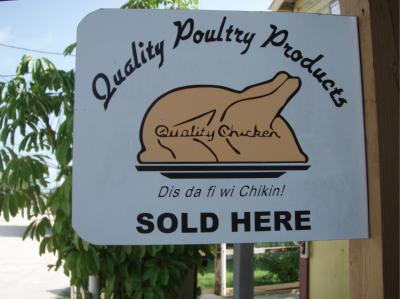 Quality Poultry Products
Quality Chicken
Dis da fi wi Chikin!
SOLD HERE